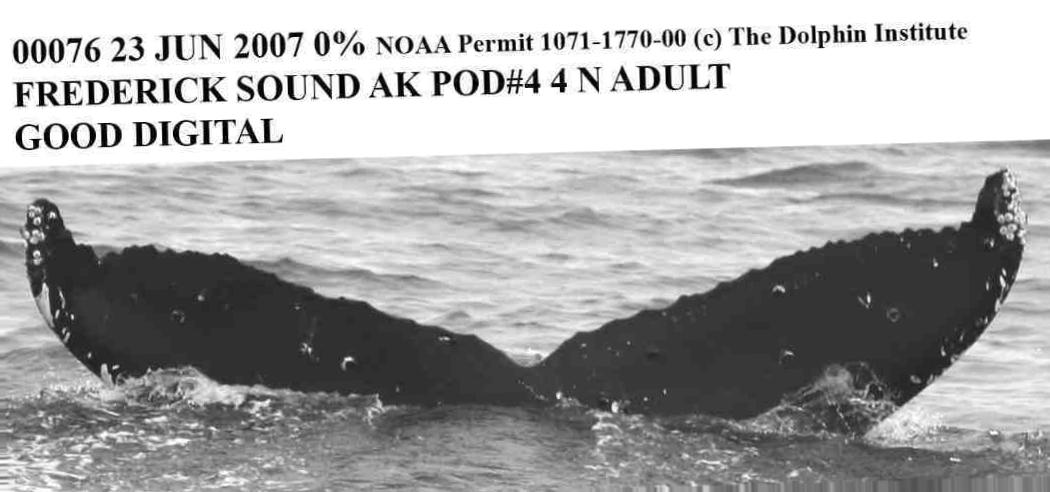 00076 23 JUN 2007 0% NOAA Permit 1071-1770-00 (c) The Dolphin Institute
FREDERICK SOUND AK POD#4 4 N ADULT
GOOD DIGITAL